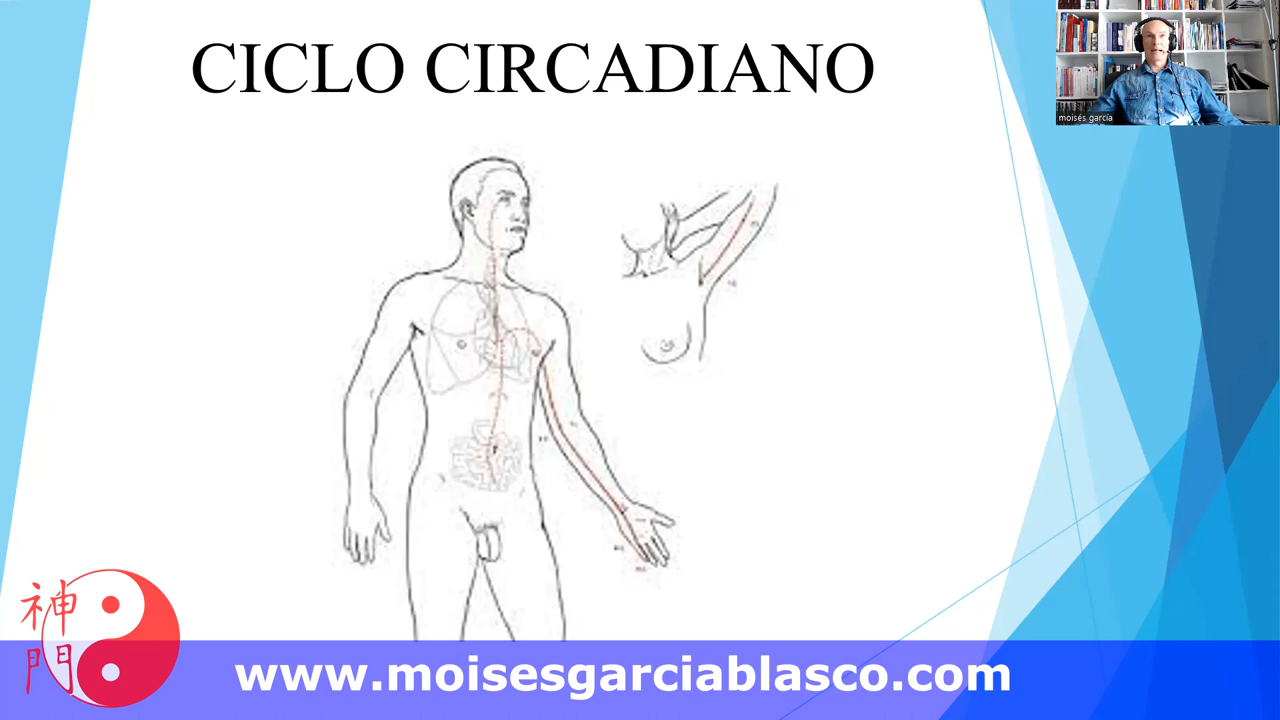 CICLO CIRCADIANO
moisés garcía
神
門
www.moisesgarciablasco.com